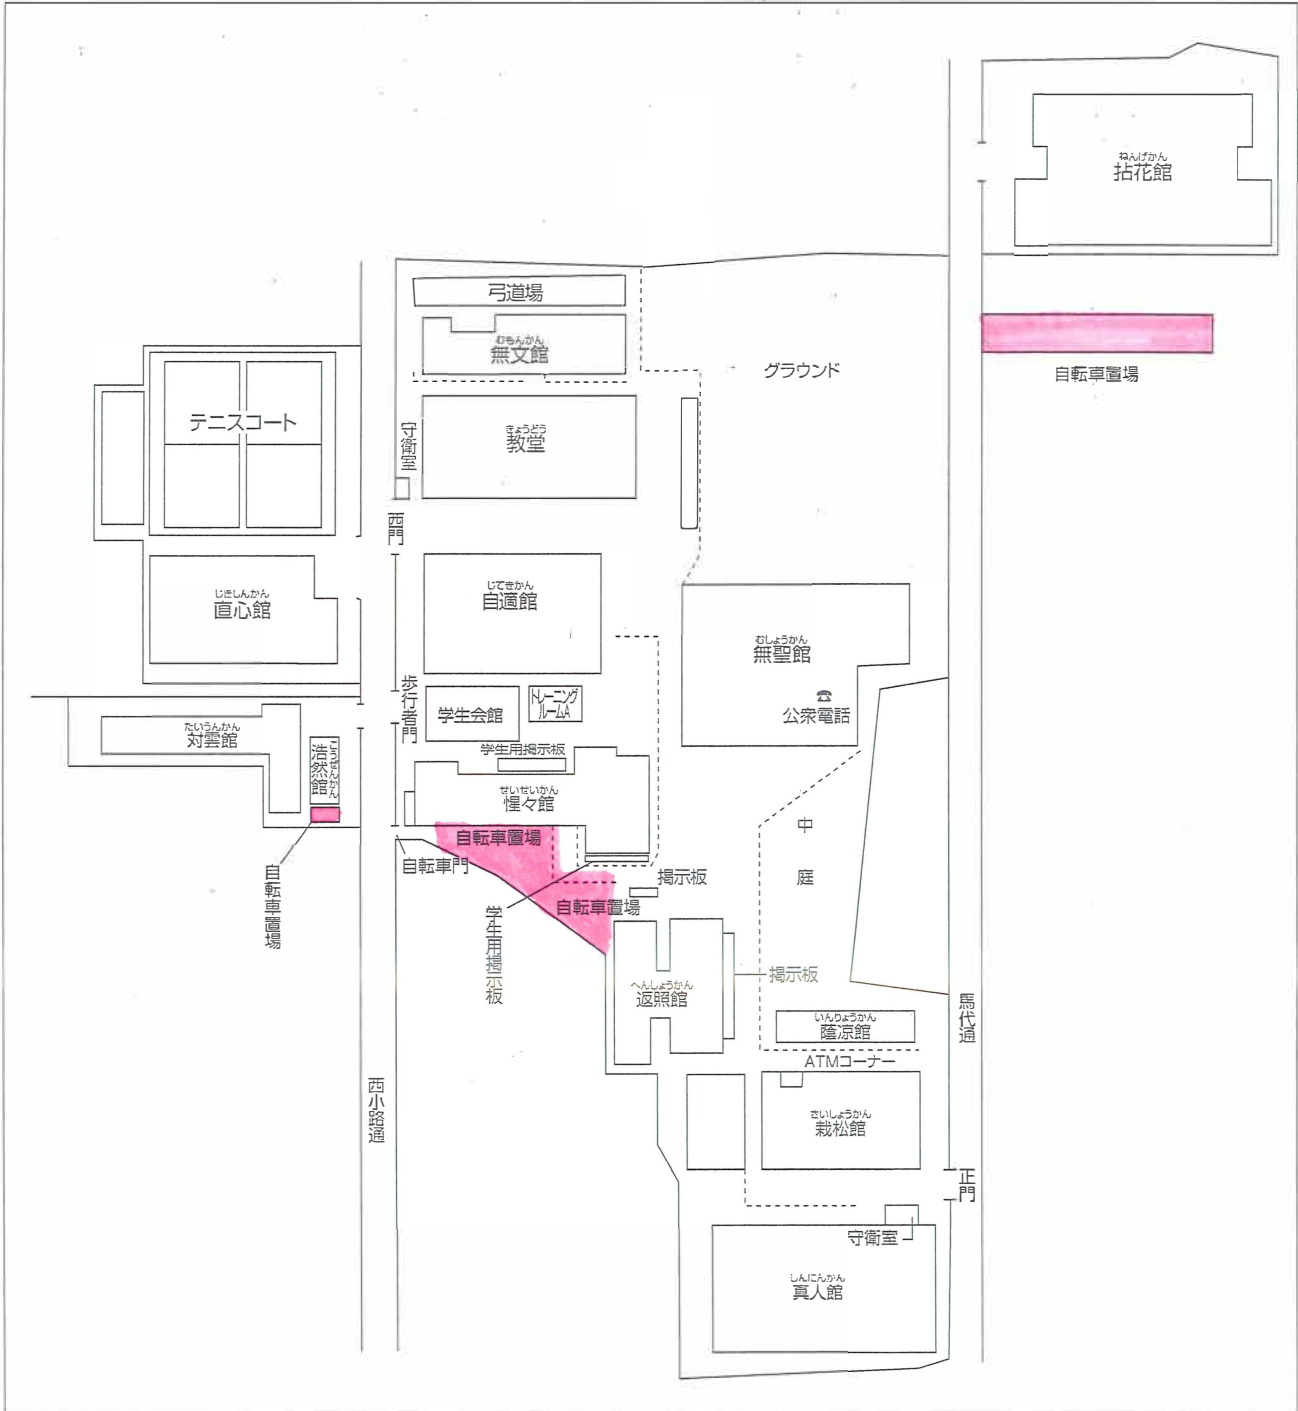 ねんげかん
拈花館
自転車置場
弓道場
むもんかん
無文館
グラウンド
テニスコート
守衛室
きょうどう
教堂
西門
じきしんかん
直心館
じてきかん
自適館
むしょうかん
無聖館
公衆電話
歩行者門
学生会館
トレーニング
ルームA
たいうんかん
対雲館
こうぜんかん
浩然館
学生用掲示板
せいせいかん
惺々館
自転車置場
自転車門
自転車置場
中庭
掲示板
自転車置場
学生用掲示板
へんしょうかん
返照館
掲示板
馬代通
いんりょうかん
蔭凉館
ATMコーナー
西小路通
さいしょうかん
栽松館
正門
守衛室
しんにんかん
真人館